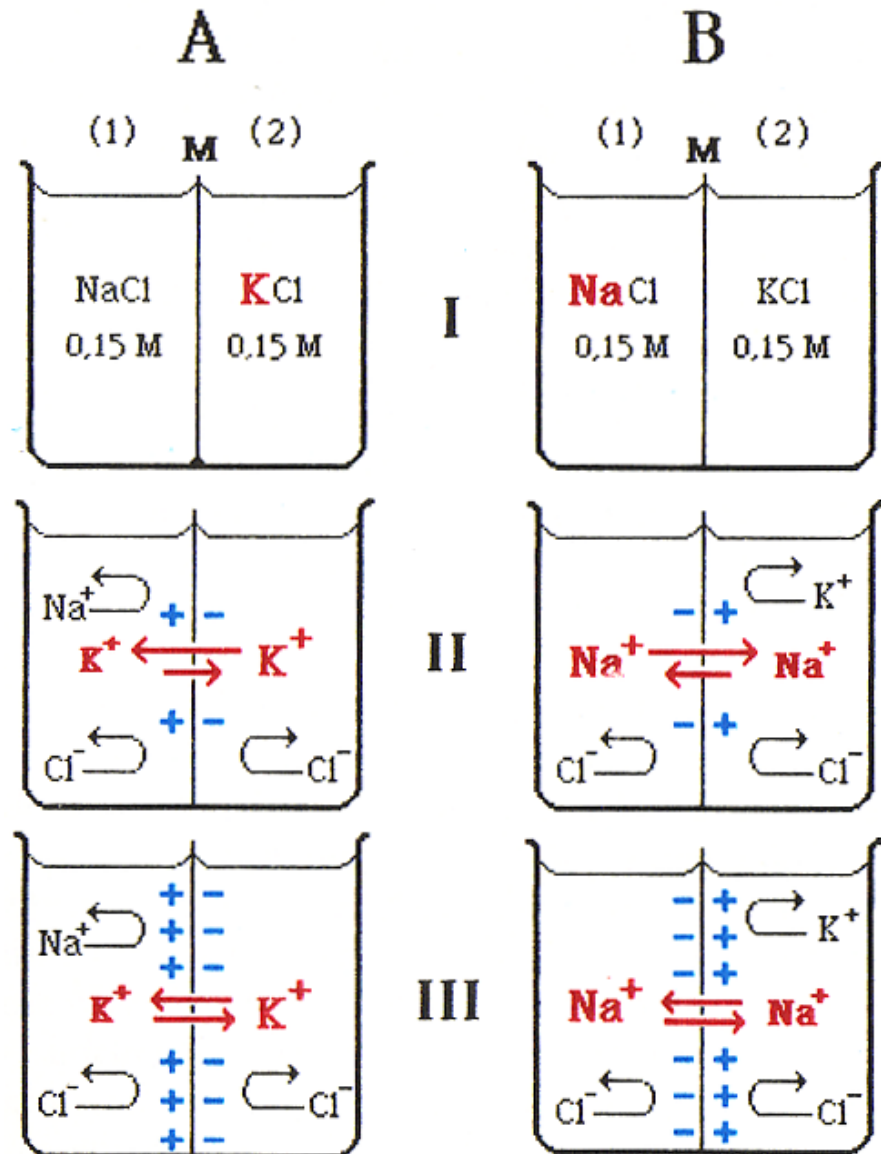 A B
(1) M (2) (1) M (2)
NaCl KCl NaCl KCl
0,15 M 0,15 M I 0,15 M 0,15 M
Na⁺ + − − + K⁺
K⁺ K⁺ II Na⁺ Na⁺
+ − − +
Cl⁻ Cl⁻ Cl⁻ Cl⁻
+ − − +
Na⁺ + − − + K⁺
+ − − +
K⁺ K⁺ III Na⁺ Na⁺
+ − − +
Cl⁻ + − Cl⁻ Cl⁻ − + Cl⁻
+ − − +